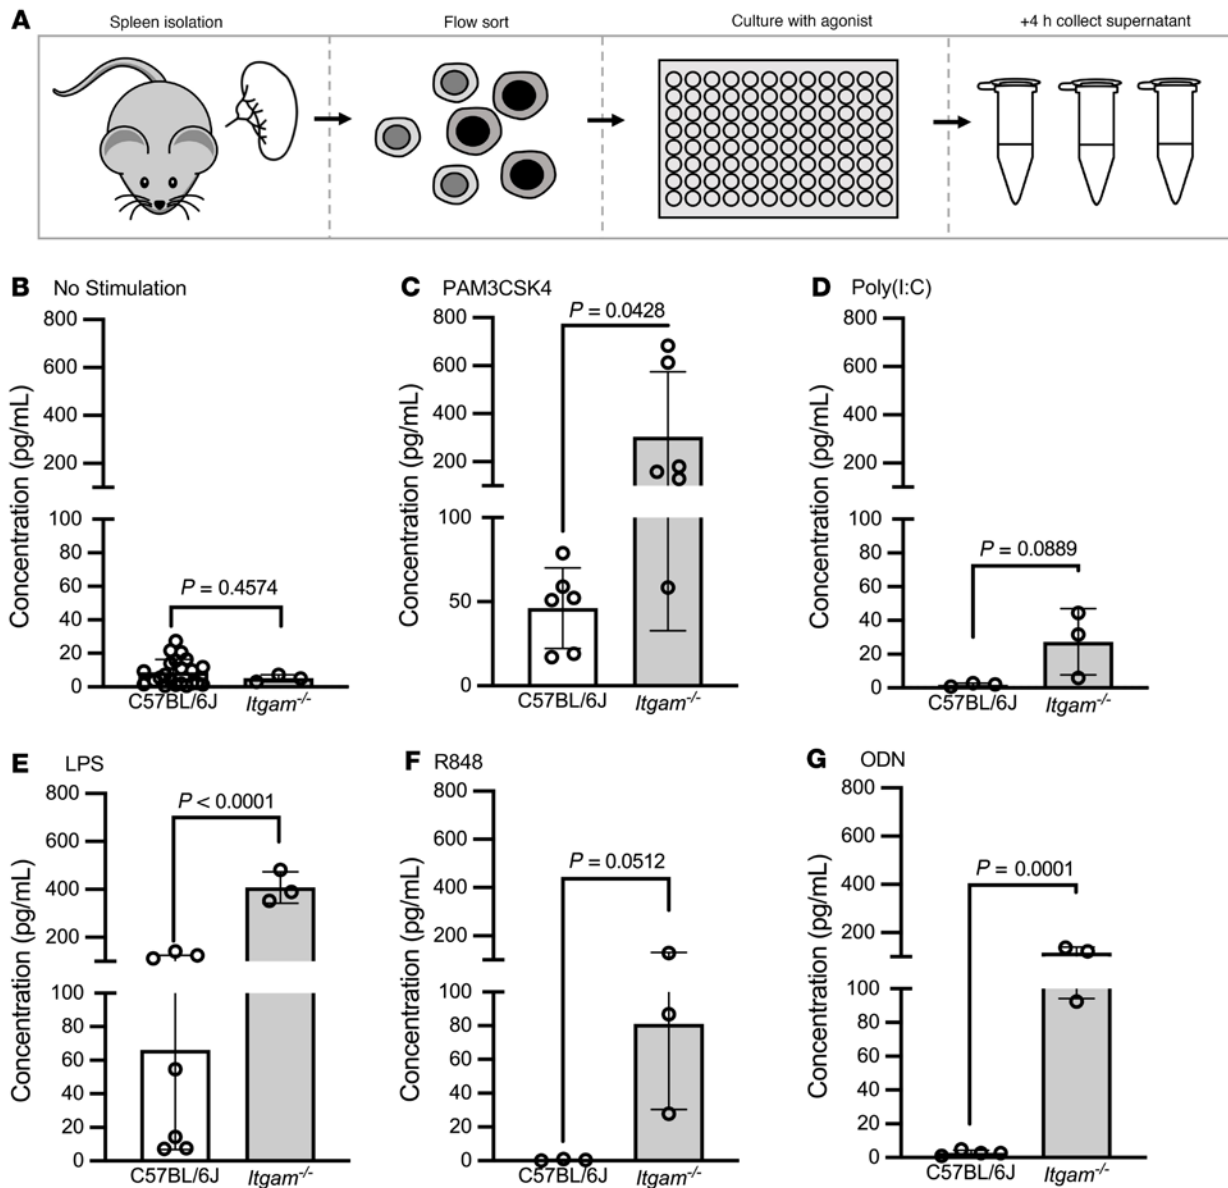 A
Spleen isolation
Flow sort
Culture with agonist
+4 h collect supernatant
B No Stimulation
800
600
400
200
100
80
60
40
20
0
Concentration (pg/mL)
P = 0.4574
C57BL/6J
Itgam-/-
C PAM3CSK4
800
600
400
200
100
50
0
Concentration (pg/mL)
P = 0.0428
C57BL/6J
Itgam-/-
D Poly(I:C)
800
600
400
200
100
80
60
40
20
0
Concentration (pg/mL)
P = 0.0889
C57BL/6J
Itgam-/-
E LPS
800
600
400
200
100
80
60
40
20
0
Concentration (pg/mL)
P < 0.0001
C57BL/6J
Itgam-/-
F R848
800
600
400
200
100
80
60
40
20
0
Concentration (pg/mL)
P = 0.0512
C57BL/6J
Itgam-/-
G ODN
800
600
400
200
100
80
60
40
20
0
Concentration (pg/mL)
P = 0.0001
C57BL/6J
Itgam-/-